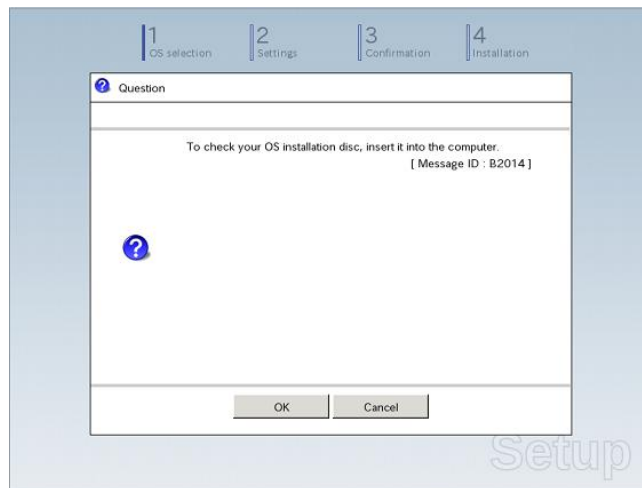 1
OS selection
2
Settings
3
Confirmation
4
Installation
Question
To check your OS installation disc, insert it into the computer.
[ Message ID : B2014 ]
OK
Cancel
Setup